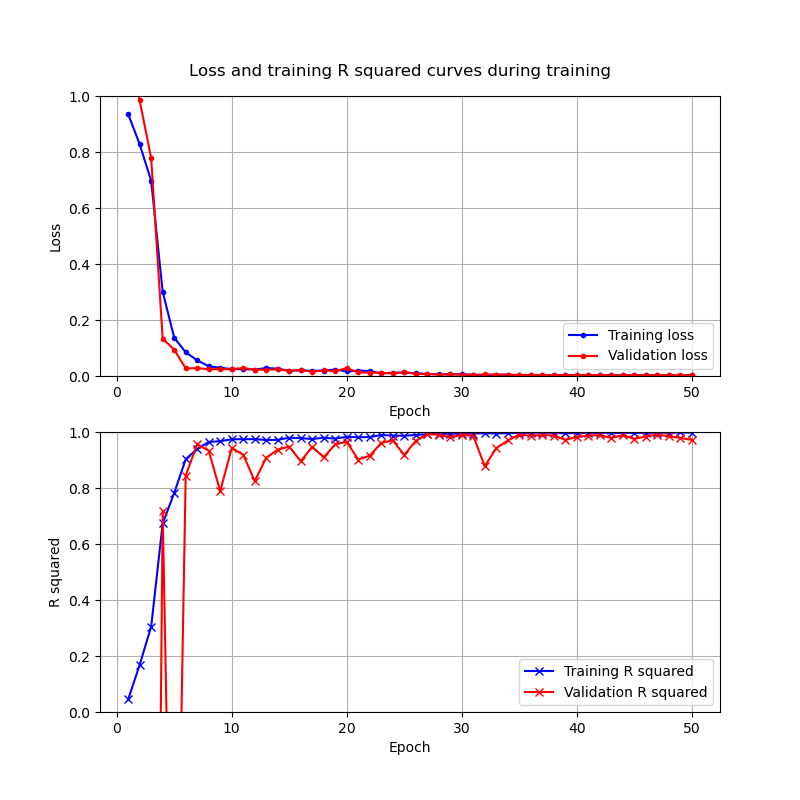 Loss and training R squared curves during training
1.0
0.8
0.6
0.4
0.2
0.0
Loss
Training loss
Validation loss
0 10 20 30 40 50
Epoch
1.0
0.8
0.6
0.4
0.2
0.0
R squared
Training R squared
Validation R squared
0 10 20 30 40 50
Epoch